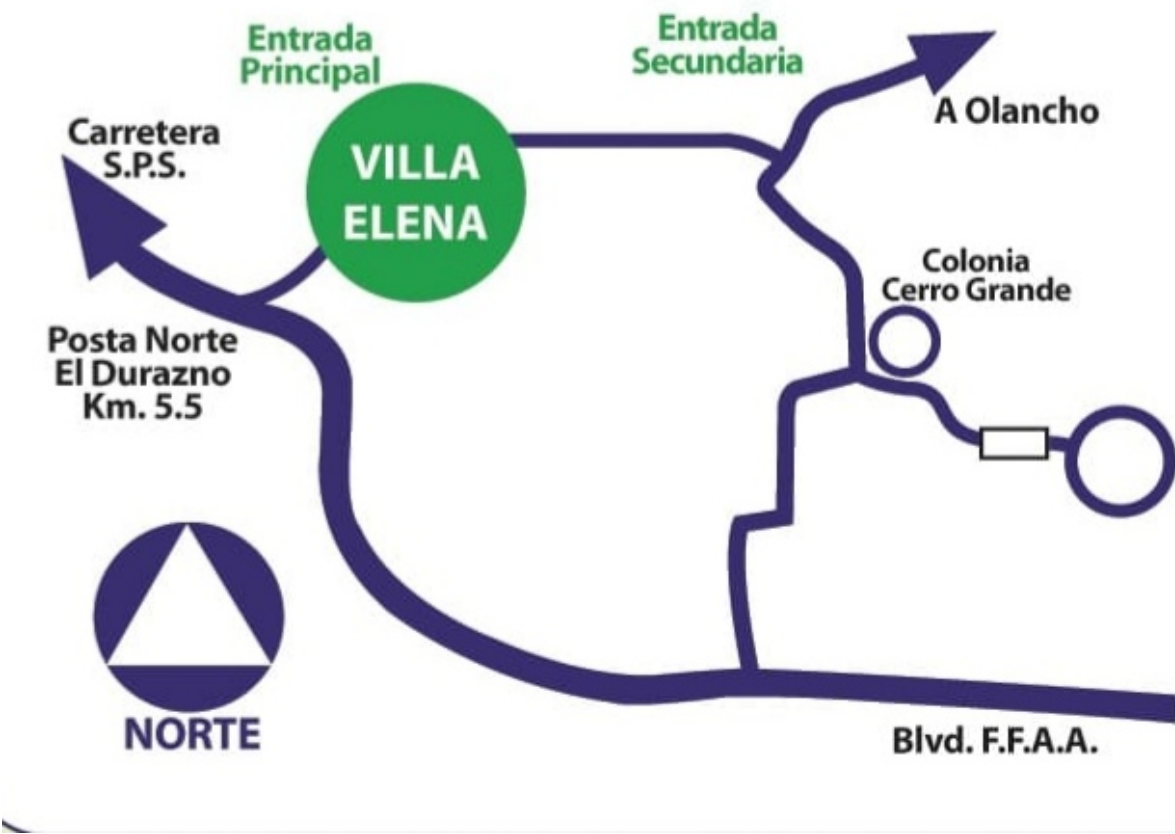 Entrada
Principal
Entrada
Secundaria
A Olancho
Carretera
S.P.S.
VILLA
ELENA
Colonia
Cerro Grande
Posta Norte
El Durazno
Km. 5.5
NORTE
Blvd. F.F.A.A.